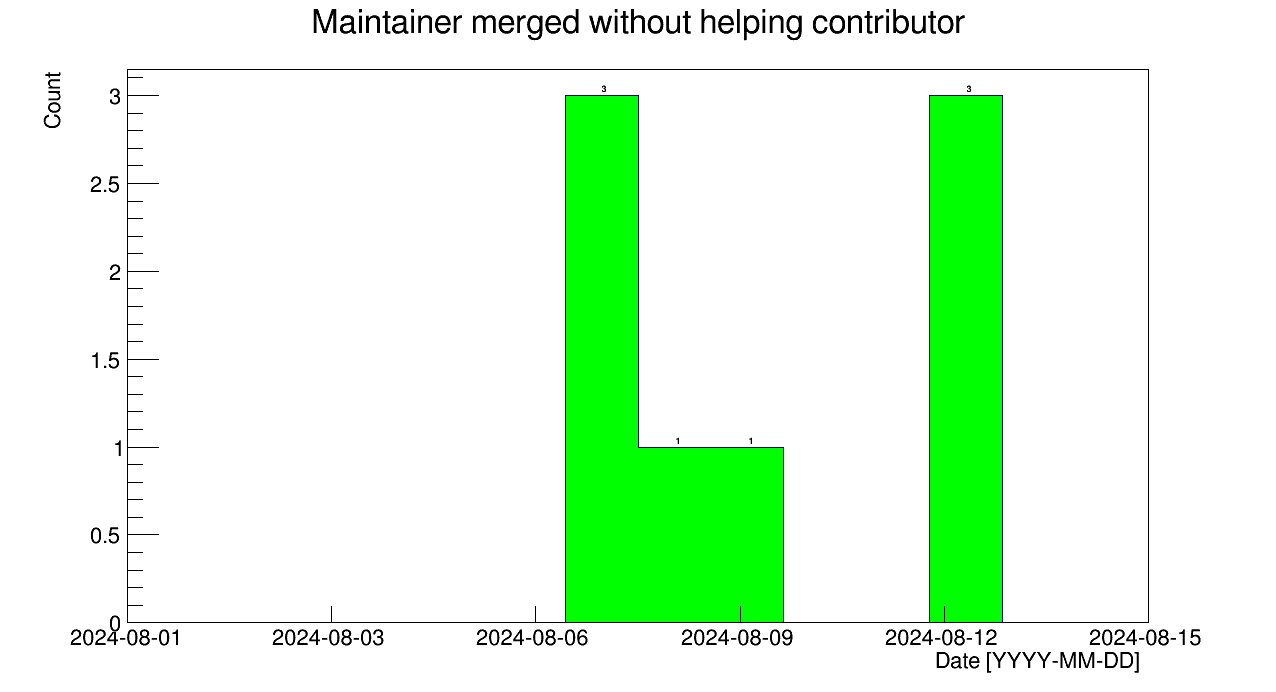 Maintainer merged without helping contributor
Count
3
2.5
2
1.5
1
0.5
0
3
1
1
3
2024-08-01 2024-08-03 2024-08-06 2024-08-09 2024-08-12 2024-08-15
Date [YYYY-MM-DD]